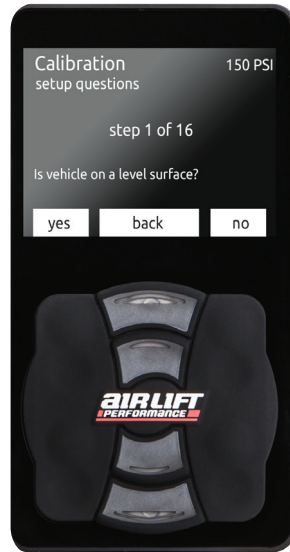 Calibration 150 PSI
setup questions
step 1 of 16
Is vehicle on a level surface?
yes back no
AIR LIFT
PERFORMANCE